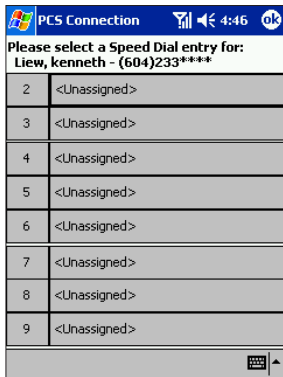 PCS Connection 4:46 ok
Please select a Speed Dial entry for:
Liew, kenneth - (604)233****
2 <Unassigned>
3 <Unassigned>
4 <Unassigned>
5 <Unassigned>
6 <Unassigned>
7 <Unassigned>
8 <Unassigned>
9 <Unassigned>